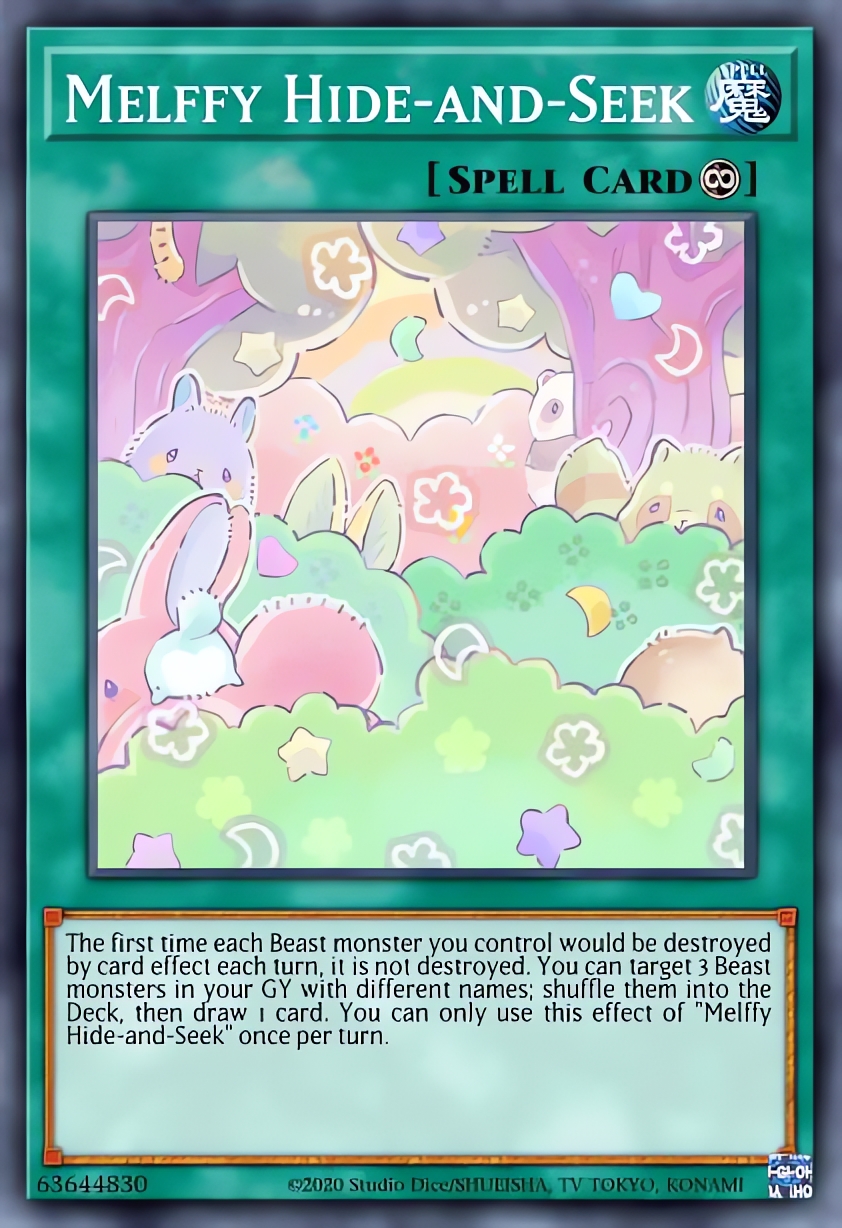 MELFFY HIDE-AND-SEEK 魔
[SPELL CARD]
The first time each Beast monster you control would be destroyed
by card effect each turn, it is not destroyed. You can target 3 Beast
monsters in your GY with different names; shuffle them into the
Deck, then draw 1 card. You can only use this effect of "Melffy
Hide-and-Seek" once per turn.
63644830 ©2020 Studio Dice/SHUEISHA, TV TOKYO, KONAMI